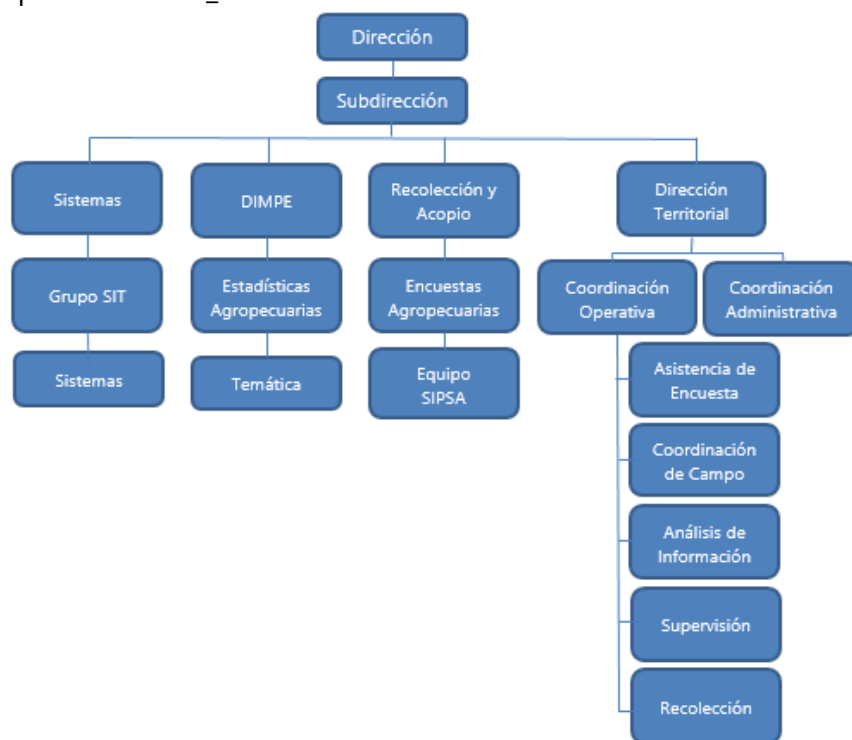 Dirección
Subdirección
Sistemas
DIMPE
Recolección y
Acopio
Dirección
Territorial
Grupo SIT
Estadísticas
Agropecuarias
Encuestas
Agropecuarias
Coordinación
Operativa
Coordinación
Administrativa
Sistemas
Temática
Equipo
SIPSA
Asistencia de
Encuesta
Coordinación
de Campo
Análisis de
Información
Supervisión
Recolección